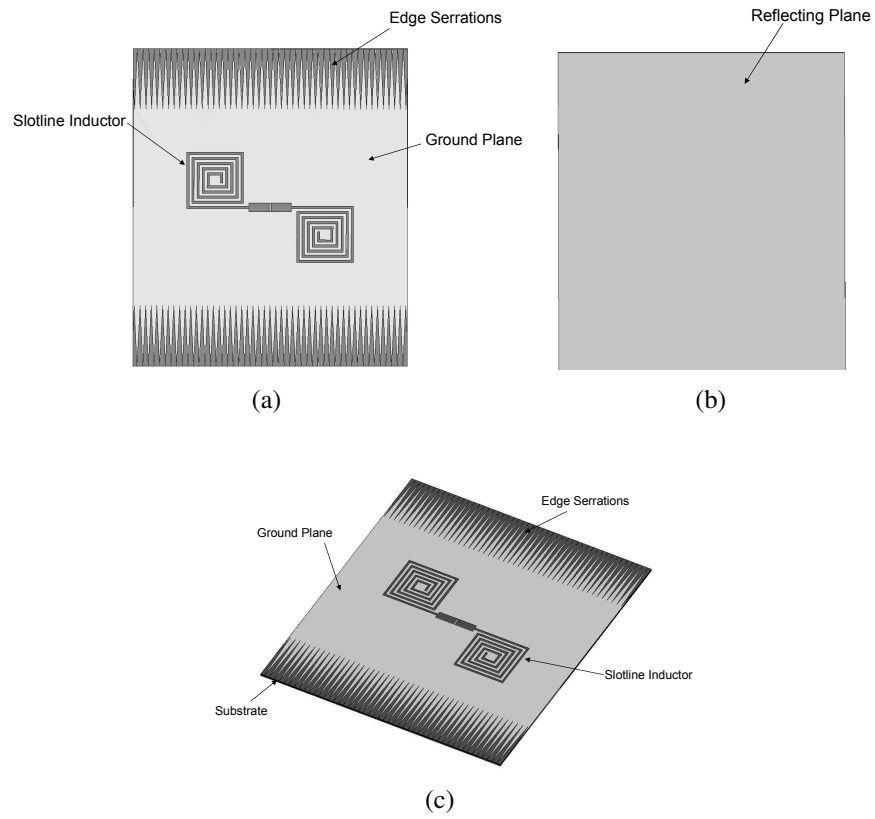 Edge Serrations
Reflecting Plane
Slotline Inductor
Ground Plane
(a)
(b)
Edge Serrations
Ground Plane
Slotline Inductor
Substrate
(c)